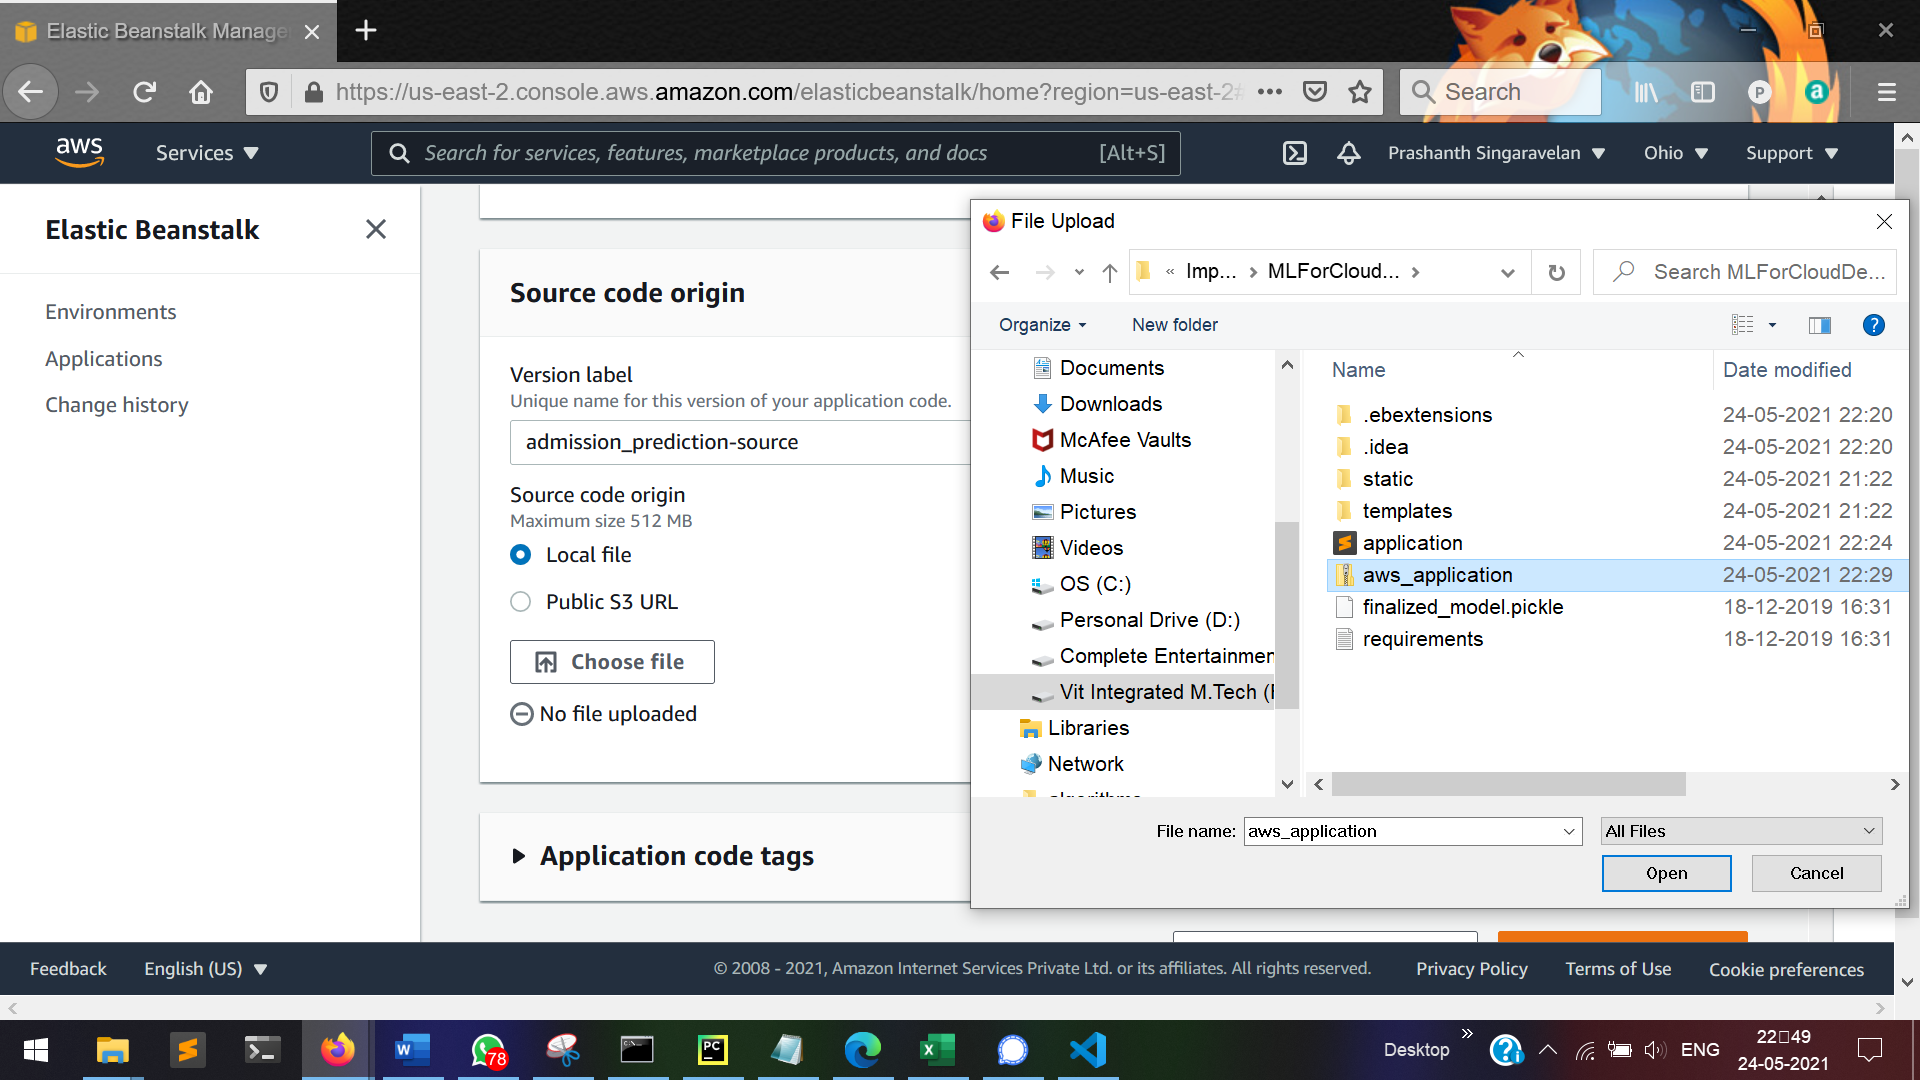 Elastic Beanstalk Manage
https://us-east-2.console.aws.amazon.com/elasticbeanstalk/home?region=us-east-2#
Search
aws
Services
Search for services, features, marketplace products, and docs
[Alt+S]
Prashanth Singaravelan
Ohio
Support
Elastic Beanstalk
Environments
Applications
Change history
Source code origin
Version label
Unique name for this version of your application code.
admission_prediction-source
Source code origin
Maximum size 512 MB
Local file
Public S3 URL
Choose file
No file uploaded
Application code tags
File Upload
« Imp... › MLForCloud... ›
Search MLForCloudDe...
Organize
New folder
Documents
Downloads
McAfee Vaults
Music
Pictures
Videos
OS (C:)
Personal Drive (D:)
Complete Entertainmen
Vit Integrated M.Tech (
Libraries
Network
Name
Date modified
.ebextensions 24-05-2021 22:20
.idea 24-05-2021 22:20
static 24-05-2021 21:22
templates 24-05-2021 21:22
application 24-05-2021 22:24
aws_application 24-05-2021 22:29
finalized_model.pickle 18-12-2019 16:31
requirements 18-12-2019 16:31
File name:
aws_application
All Files
Open
Cancel
Feedback
English (US)
© 2008 - 2021, Amazon Internet Services Private Ltd. or its affiliates. All rights reserved.
Privacy Policy
Terms of Use
Cookie preferences
78
PC
Desktop
ENG
22▯49
24-05-2021